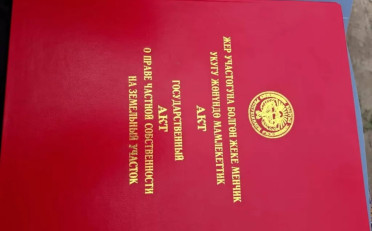 ЖЕР УЧАСТОГУНА БОЛГОН ЖЕКЕ МЕНЧИК
УКУГУ ЖӨНҮНДӨ МАМЛЕКЕТТИК
АКТ
ГОСУДАРСТВЕННЫЙ
АКТ
О ПРАВЕ ЧАСТНОЙ СОБСТВЕННОСТИ
НА ЗЕМЕЛЬНЫЙ УЧАСТОК